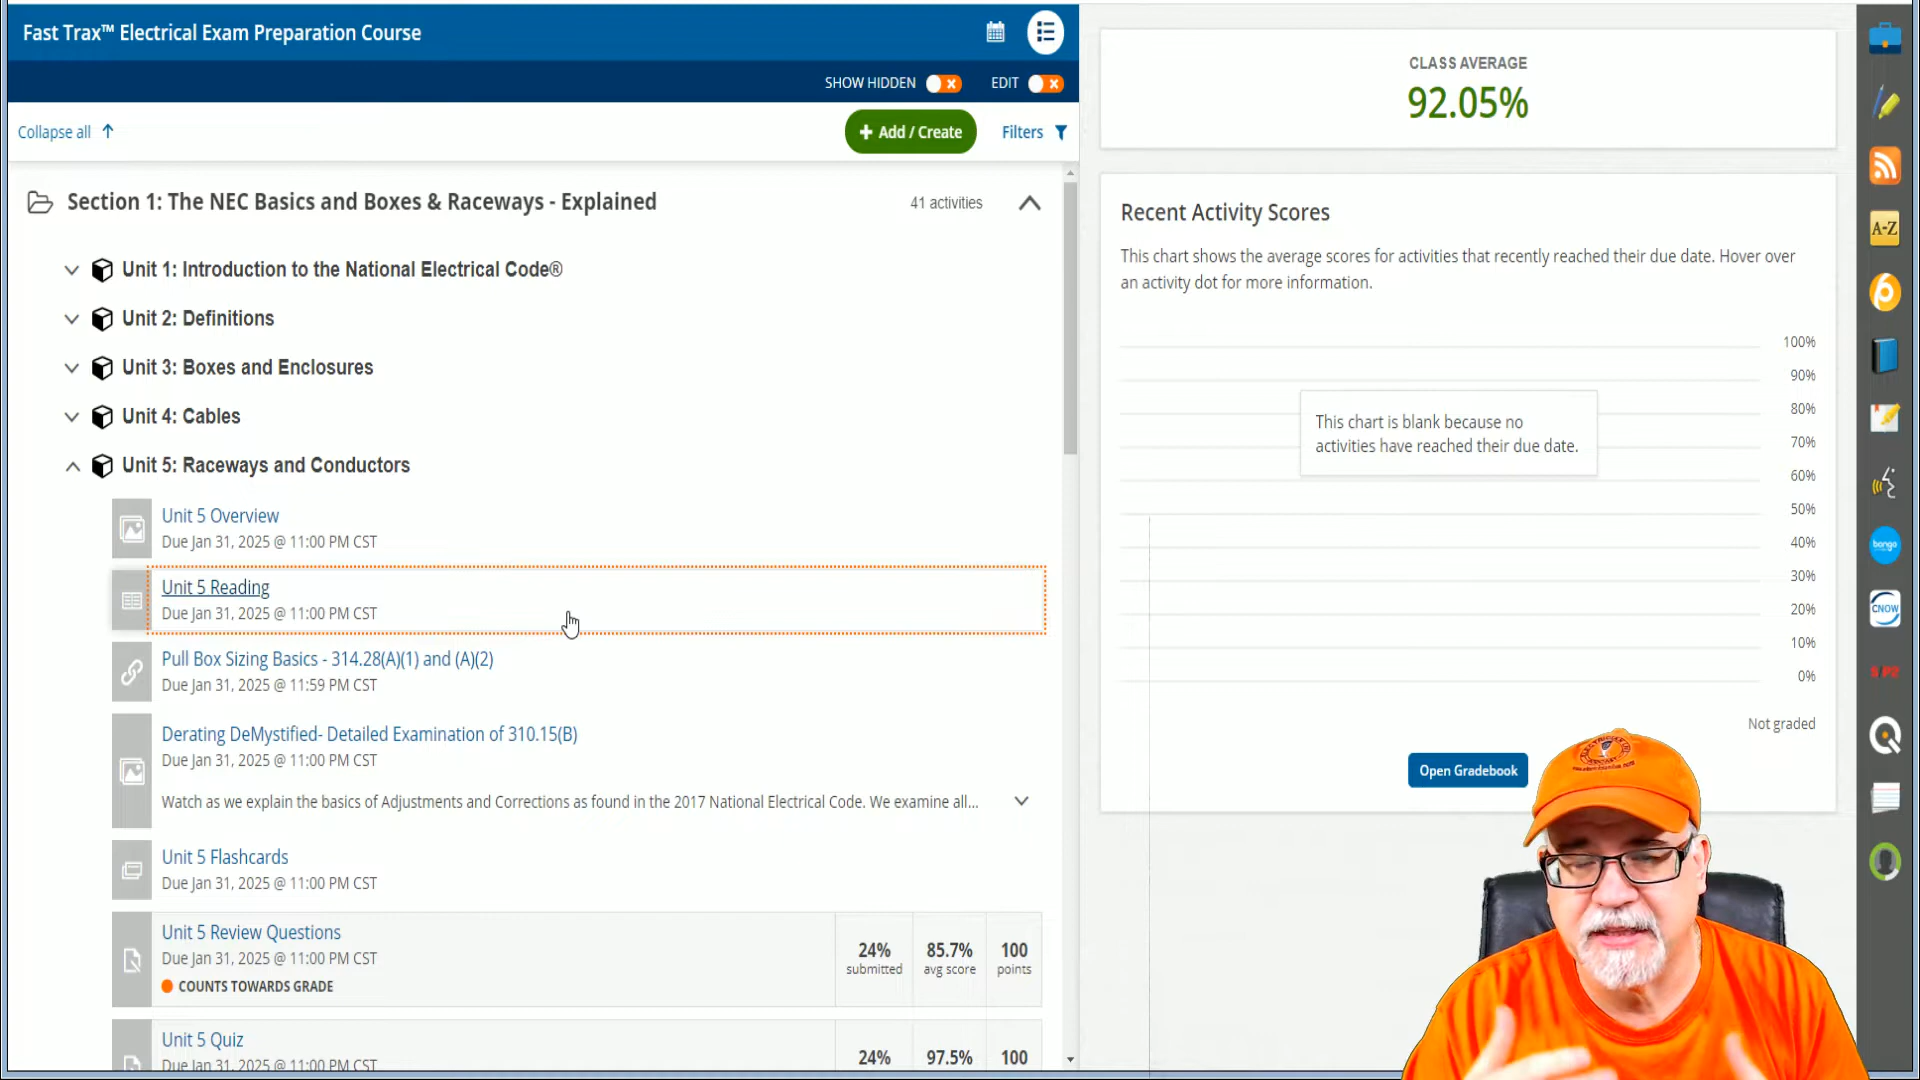 Fast Trax™ Electrical Exam Preparation Course
SHOW HIDDEN
EDIT
Collapse all
+ Add / Create
Filters
Section 1: The NEC Basics and Boxes & Raceways - Explained
41 activities
Unit 1: Introduction to the National Electrical Code®
Unit 2: Definitions
Unit 3: Boxes and Enclosures
Unit 4: Cables
Unit 5: Raceways and Conductors
Unit 5 Overview
Due Jan 31, 2025 @ 11:00 PM CST
Unit 5 Reading
Due Jan 31, 2025 @ 11:00 PM CST
Pull Box Sizing Basics - 314.28(A)(1) and (A)(2)
Due Jan 31, 2025 @ 11:59 PM CST
Derating DeMystified- Detailed Examination of 310.15(B)
Due Jan 31, 2025 @ 11:00 PM CST
Watch as we explain the basics of Adjustments and Corrections as found in the 2017 National Electrical Code. We examine all...
Unit 5 Flashcards
Due Jan 31, 2025 @ 11:00 PM CST
Unit 5 Review Questions
Due Jan 31, 2025 @ 11:00 PM CST
COUNTS TOWARDS GRADE
24%
submitted
85.7%
avg score
100
points
Unit 5 Quiz
Due Jan 31, 2025 @ 11:00 PM CST
24%
97.5%
100
CLASS AVERAGE
92.05%
Recent Activity Scores
This chart shows the average scores for activities that recently reached their due date. Hover over
an activity dot for more information.
100%
90%
80%
70%
60%
50%
40%
30%
20%
10%
0%
This chart is blank because no
activities have reached their due date.
Not graded
Open Gradebook
A-Z
bongo
CNOW